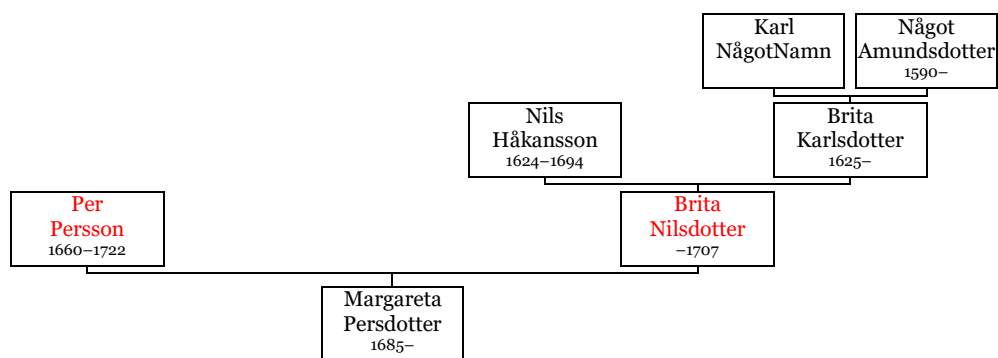 Karl
NågotNamn
Något
Amundsdotter
1590–
Nils
Håkansson
1624–1694
Brita
Karlsdotter
1625–
Per
Persson
1660–1722
Brita
Nilsdotter
–1707
Margareta
Persdotter
1685–